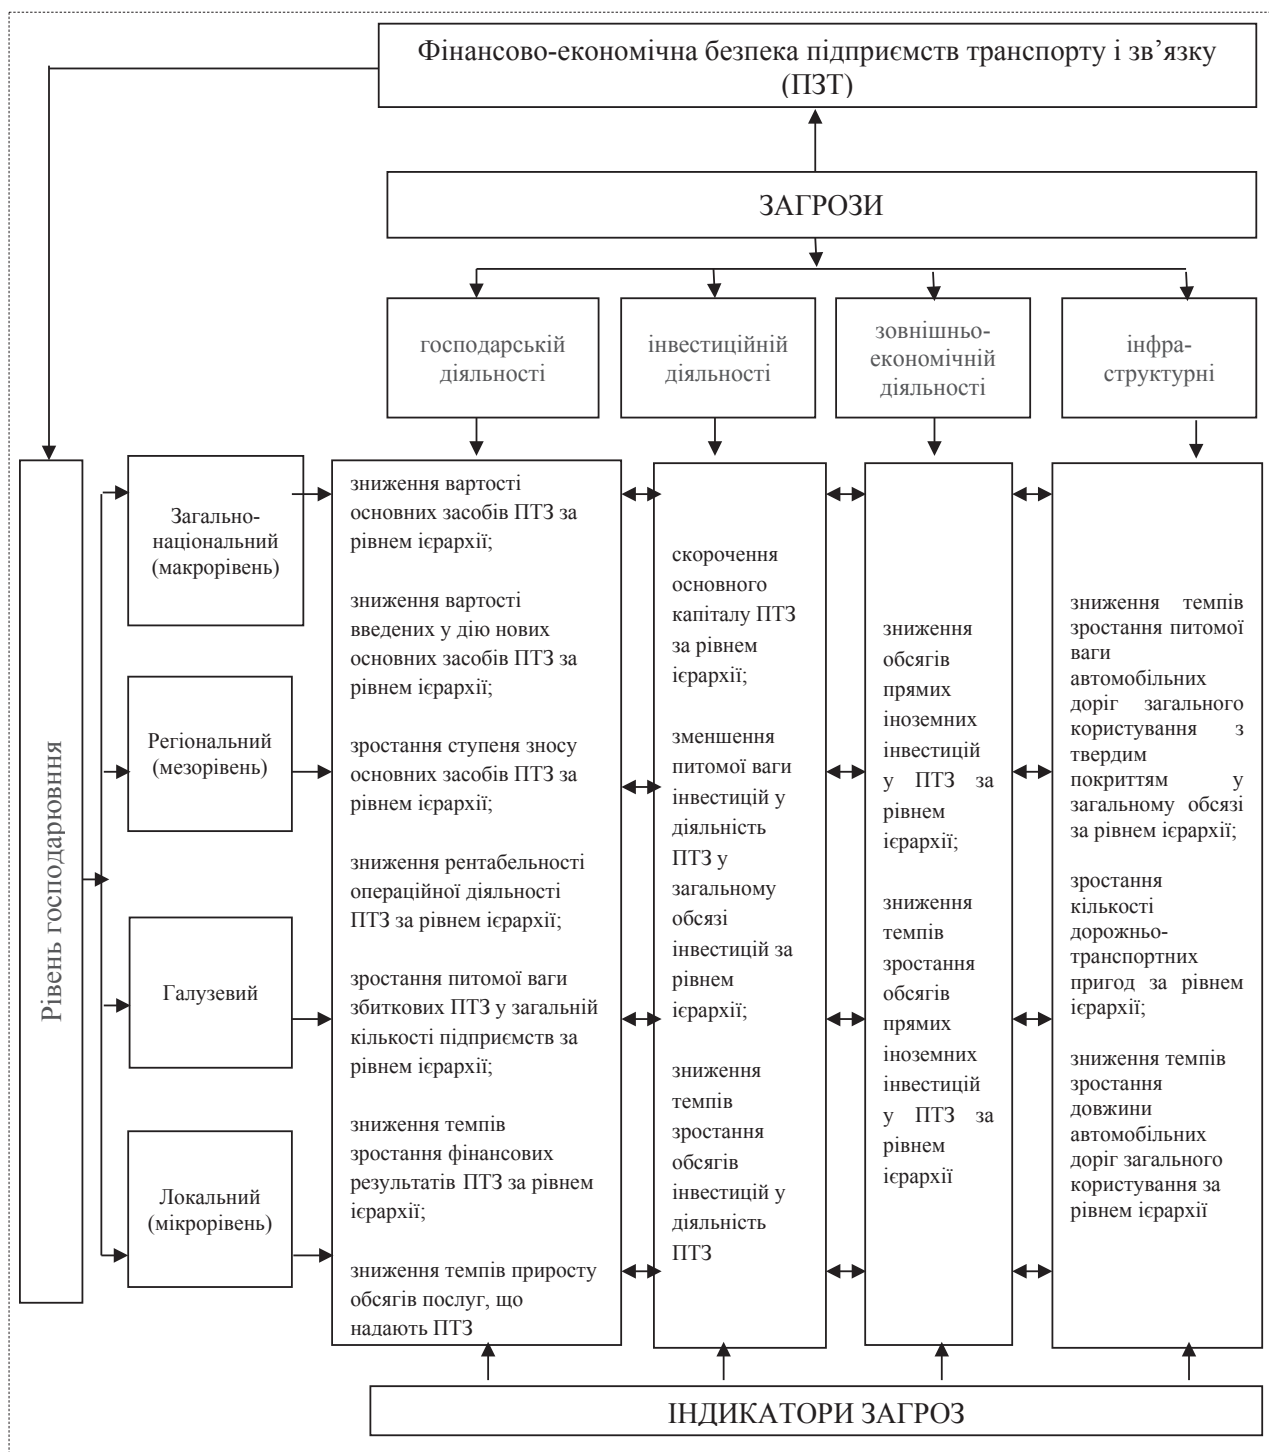 Фінансово-економічна безпека підприємств транспорту і зв’язку
(ПЗТ)
ЗАГРОЗИ
господарській
діяльності
інвестиційній
діяльності
зовнішньо-
економічній
діяльності
інфра-
структурні
Рівень господарюювння
Загально-
національний
(макрорівень)
Регіональний
(мезорівень)
Галузевий
Локальний
(мікрорівень)
зниження вартості
основних засобів ПТЗ за
рівнем ієрархії;
зниження вартості
введених у дію нових
основних засобів ПТЗ за
рівнем ієрархії;
зростання ступеня зносу
основних засобів ПТЗ за
рівнем ієрархії;
зниження рентабельності
операційної діяльності
ПТЗ за рівнем ієрархії;
зростання питомої ваги
збиткових ПТЗ у загальній
кількості підприємств за
рівнем ієрархії;
зниження темпів
зростання фінансових
результатів ПТЗ за рівнем
ієрархії;
зниження темпів приросту
обсягів послуг, що
надають ПТЗ
скорочення
основного
капіталу ПТЗ
за рівнем
ієрархії;
зменшення
питомої ваги
інвестицій у
діяльність
ПТЗ у
загальному
обсязі
інвестицій за
рівнем
ієрархії;
зниження
темпів
зростання
обсягів
інвестицій у
діяльність
ПТЗ
зниження
обсягів
прямих
іноземних
інвестицій
у ПТЗ за
рівнем
ієрархії;
зниження
темпів
зростання
обсягів
прямих
іноземних
інвестицій
у ПТЗ за
рівнем
ієрархії
зниження темпів
зростання питомої
ваги
автомобільних
доріг загального
користування з
твердим
покриттям у
загальному обсязі
за рівнем ієрархії;
зростання
кількості
дорожньо-
транспортних
пригод за рівнем
ієрархії;
зниження темпів
зростання
довжини
автомобільних
доріг загального
користування за
рівнем ієрархії
ІНДИКАТОРИ ЗАГРОЗ